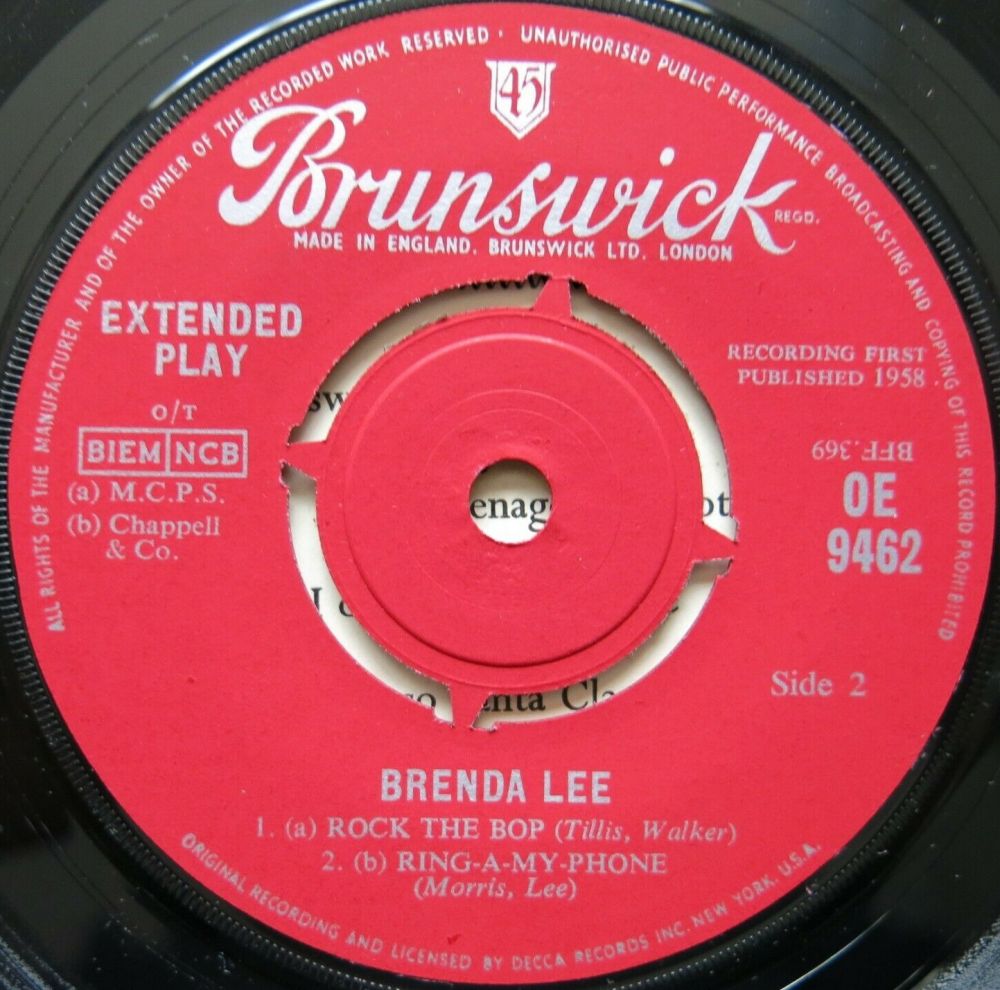 ALL RIGHTS OF THE MANUFACTURER AND OF THE OWNER OF THE RECORDED WORK RESERVED · UNAUTHORISED PUBLIC PERFORMANCE BROADCASTING AND COPYING OF THIS RECORD PROHIBITED
45
Brunswick REGD.
MADE IN ENGLAND. BRUNSWICK LTD. LONDON
EXTENDED
PLAY
RECORDING FIRST
PUBLISHED 1958
O/T
BIEM NCB
(a) M.C.P.S.
(b) Chappell
& Co.
BFF.369
OE
9462
sw
enag
ot
I
Side 2
BRENDA LEE
1. (a) ROCK THE BOP (Tillis, Walker)
2. (b) RING-A-MY-PHONE
(Morris, Lee)
ORIGINAL RECORDING AND LICENSED BY DECCA RECORDS INC. NEW YORK. U.S.A.